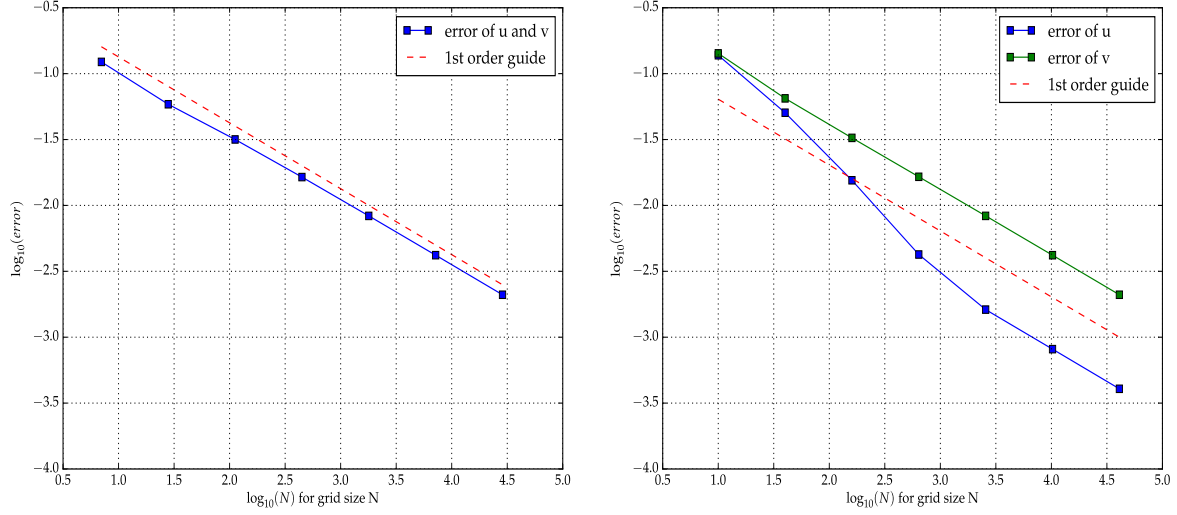 −0.5
−1.0
−1.5
−2.0
−2.5
−3.0
−3.5
−4.0
log₁₀(error)
0.5 1.0 1.5 2.0 2.5 3.0 3.5 4.0 4.5 5.0
log₁₀(N) for grid size N
error of u and v
1st order guide
−0.5
−1.0
−1.5
−2.0
−2.5
−3.0
−3.5
−4.0
log₁₀(error)
0.5 1.0 1.5 2.0 2.5 3.0 3.5 4.0 4.5 5.0
log₁₀(N) for grid size N
error of u
error of v
1st order guide